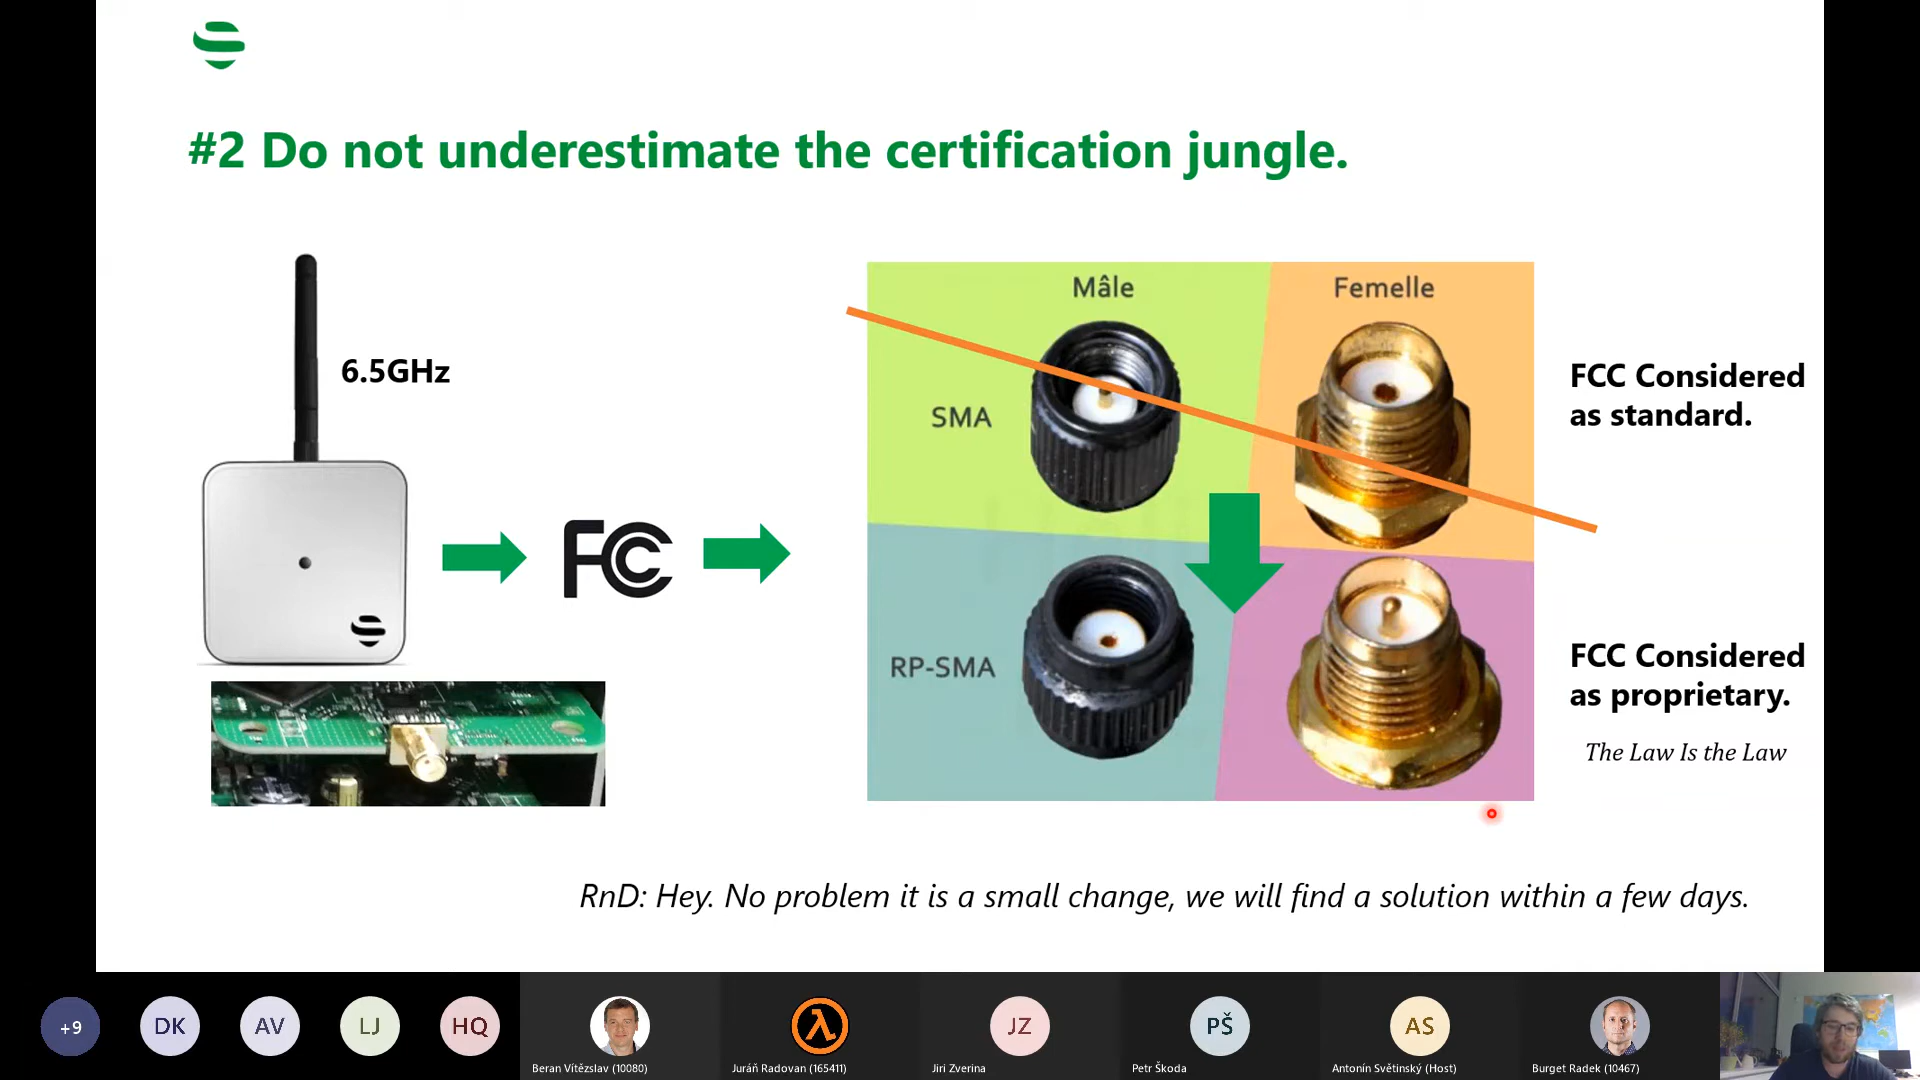 #2 Do not underestimate the certification jungle.
6.5GHz
FCC
Mâle
Femelle
SMA
RP-SMA
FCC Considered
as standard.
FCC Considered
as proprietary.
The Law Is the Law
RnD: Hey. No problem it is a small change, we will find a solution within a few days.
+9
DK
AV
LJ
HQ
JZ
PŠ
AS
Beran Vítězslav (10080)
Juráň Radovan (165411)
Jiri Zverina
Petr Škoda
Antonín Světinský (Host)
Burget Radek (10467)